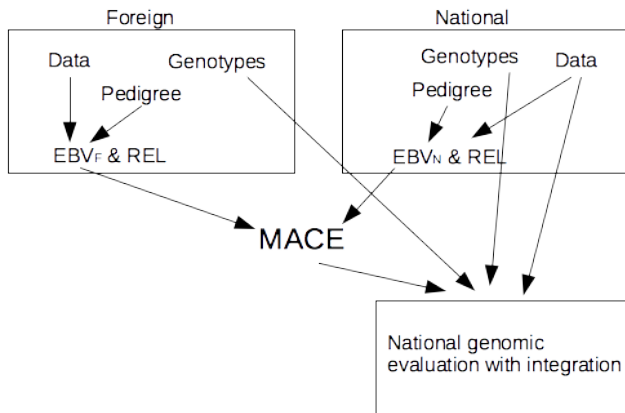 Foreign
National
Data
Genotypes
Pedigree
EBVF & REL
Genotypes
Data
Pedigree
EBVN & REL
MACE
National genomic
evaluation with integration